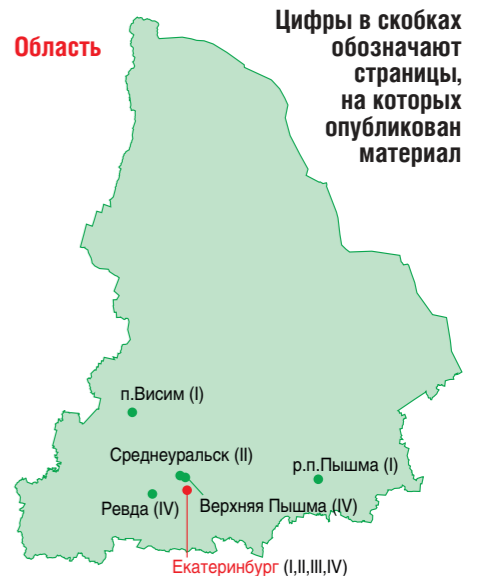 Область
Цифры в скобках
обозначают
страницы,
на которых
опубликован
материал
п.Висим (I)
Среднеуральск (II)
р.п.Пышма (I)
Ревда (IV)
Верхняя Пышма (IV)
Екатеринбург (I,II,III,IV)